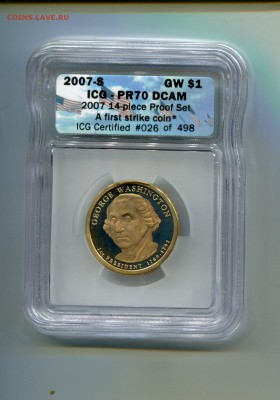 COINS.LAVE.RU
2007-S GW $1
ICG - PR70 DCAM
2007 14-piece Proof Set
A first strike coin*
ICG Certified #026 of 498
GEORGE WASHINGTON
1st PRESIDENT 1789-1797